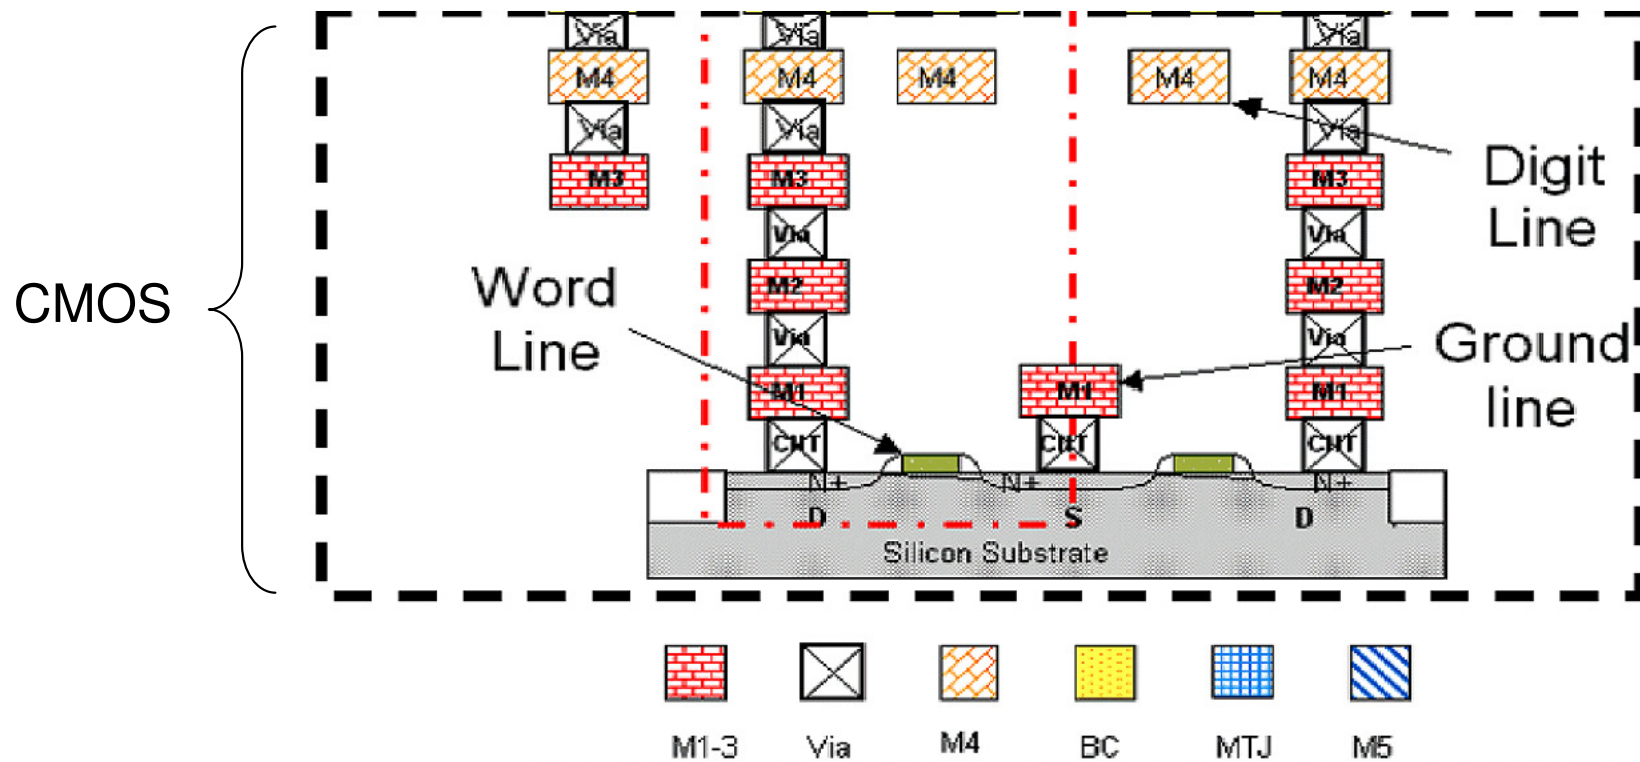 Via Via Via
M4 M4 M4 M4 M4
Via Via Via
M3 M3 M3
Digit
Line
Via Via
Word
Line
M2 M2
CMOS
Via Via
Ground
line
M1 M1 M1
CNT CNT CNT
N+ N+ N+
D S D
Silicon Substrate
M1-3 Via M4 BC MTJ M5